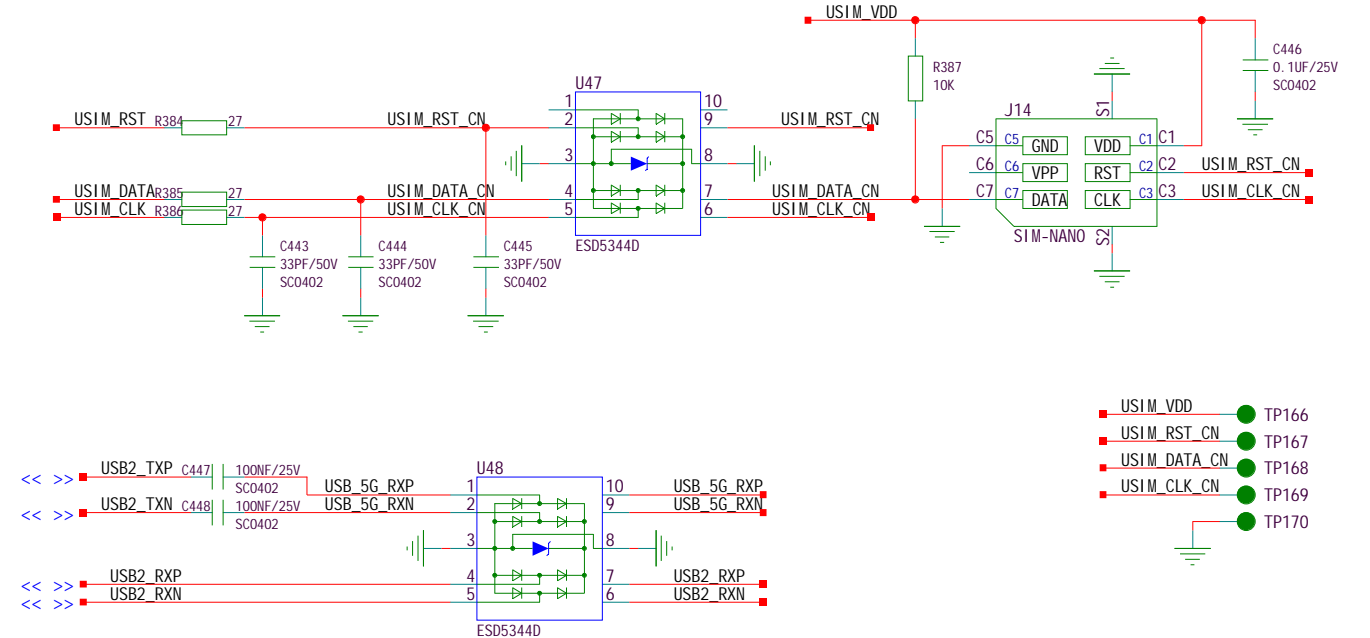 USIM_VDD
C446
0.1UF/25V
SC0402
R387
10K
U47
1
10
USIM_RST
R384
27
USIM_RST_CN
2
9
USIM_RST_CN
3
8
USIM_DATA
R385
27
USIM_DATA_CN
4
7
USIM_DATA_CN
USIM_CLK
R386
27
USIM_CLK_CN
5
6
USIM_CLK_CN
ESD5344D
C443
33PF/50V
SC0402
C444
33PF/50V
SC0402
C445
33PF/50V
SC0402
J14
S1
C5
C5
GND
VDD
C1
C1
C6
C6
VPP
RST
C2
C2
USIM_RST_CN
C7
C7
DATA
CLK
C3
C3
USIM_CLK_CN
SIM-NANO
S2
USIM_VDD
TP166
USIM_RST_CN
TP167
USIM_DATA_CN
TP168
USIM_CLK_CN
TP169
TP170
U48
<< >>
USB2_TXP
C447
100NF/25V
SC0402
USB_5G_RXP
1
10
USB_5G_RXP
<< >>
USB2_TXN
C448
100NF/25V
SC0402
USB_5G_RXN
2
9
USB_5G_RXN
3
8
<< >>
USB2_RXP
4
7
USB2_RXP
<< >>
USB2_RXN
5
6
USB2_RXN
ESD5344D